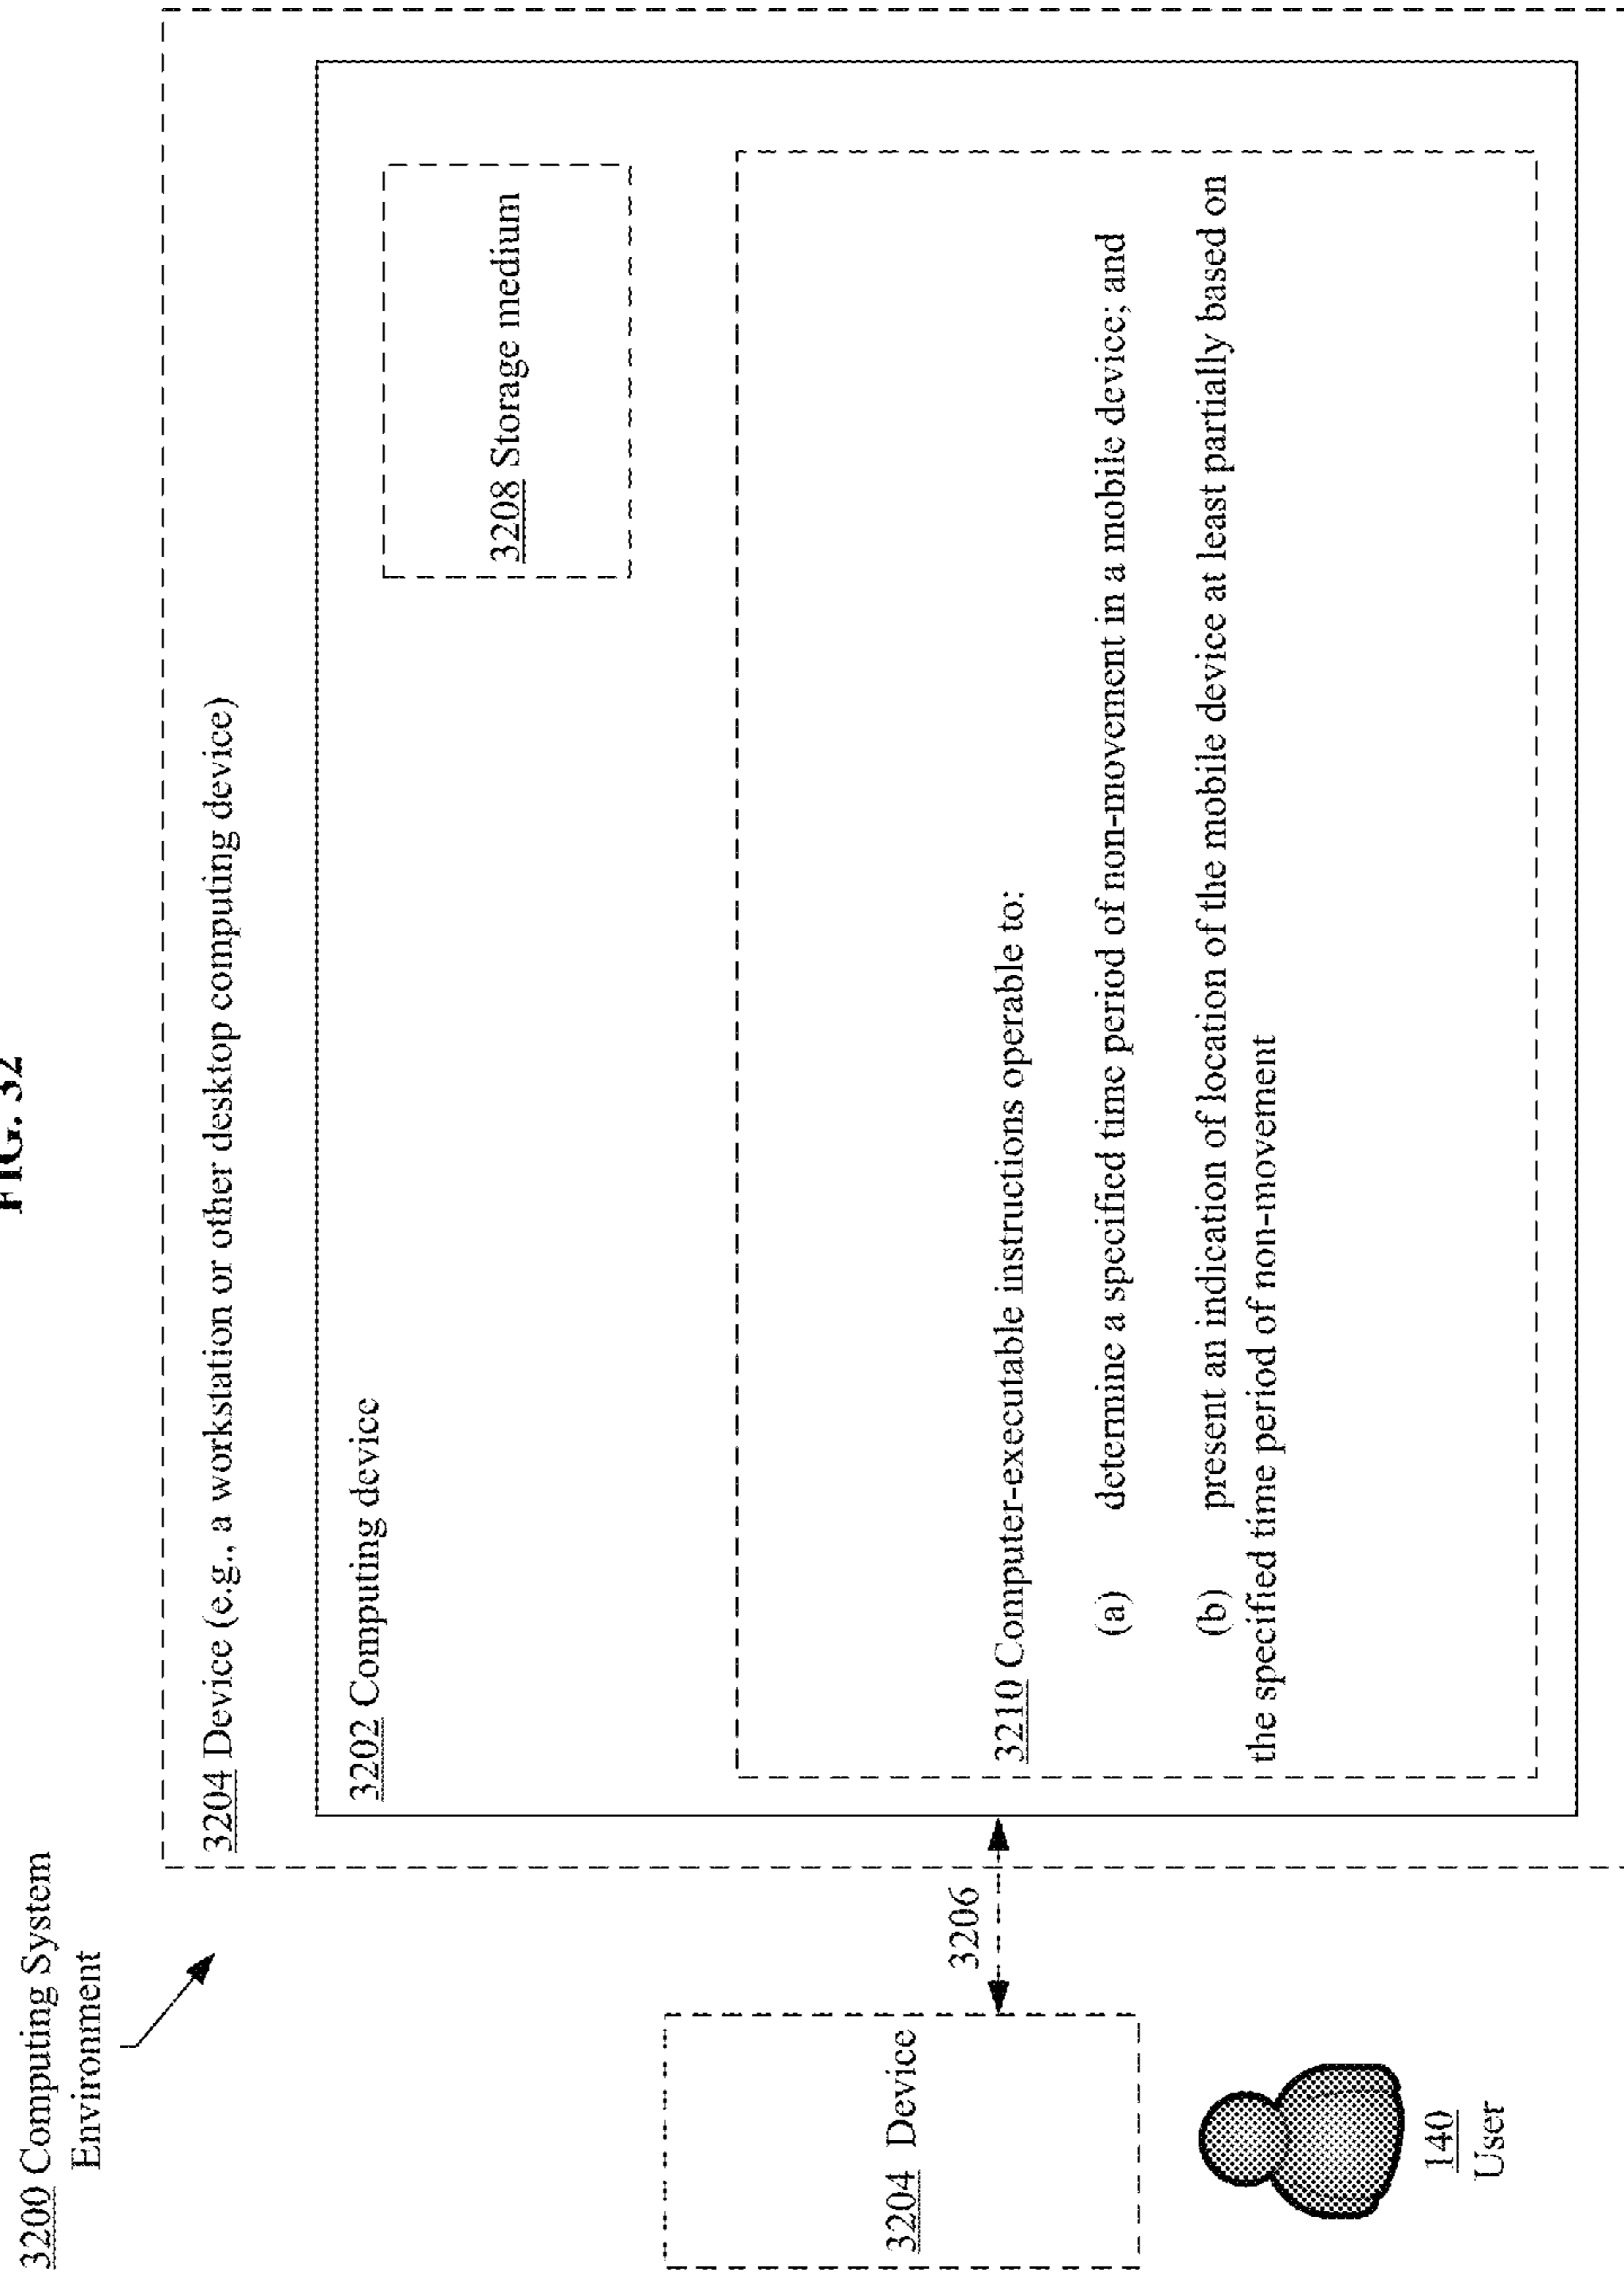 FIG. 32
3200 Computing System
Environment
3204 Device (e.g., a workstation or other desktop computing device)
3202 Computing device
3208 Storage medium
3210 Computer-executable instructions operable to:
(a) determine a specified time period of non-movement in a mobile device; and
(b) present an indication of location of the mobile device at least partially based on
the specified time period of non-movement
3206
3204 Device
140
User